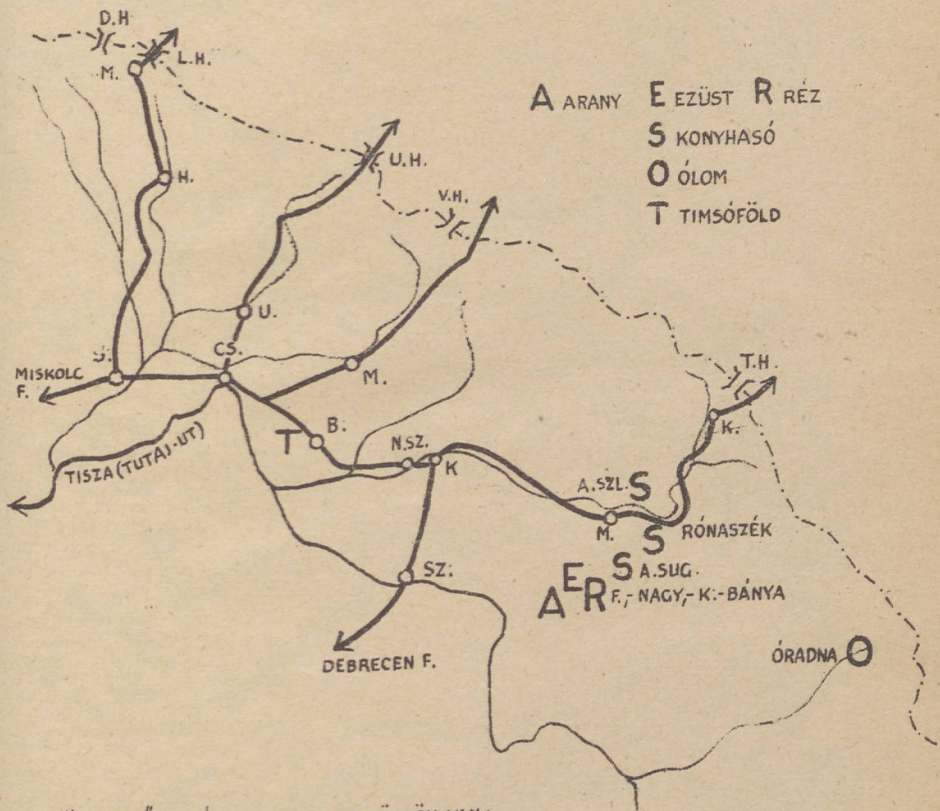 D.H
L.H.
M.
A ARANY E EZÜST R RÉZ
S KONYHASÓ
O ÓLOM
T TIMSÓFÖLD
U.H.
H.
V.H.
U.
CS.
MISKOLC
F.
M.
T.H.
K.
B.
T
N.SZ.
K
TISZA (TUTAJ-UT)
A.SZL. S
M.
S RÓNASZÉK
SZ.
S A.SUG.
A E R F,- NAGY,- K.-BÁNYA
DEBRECEN F.
ÓRADNA O